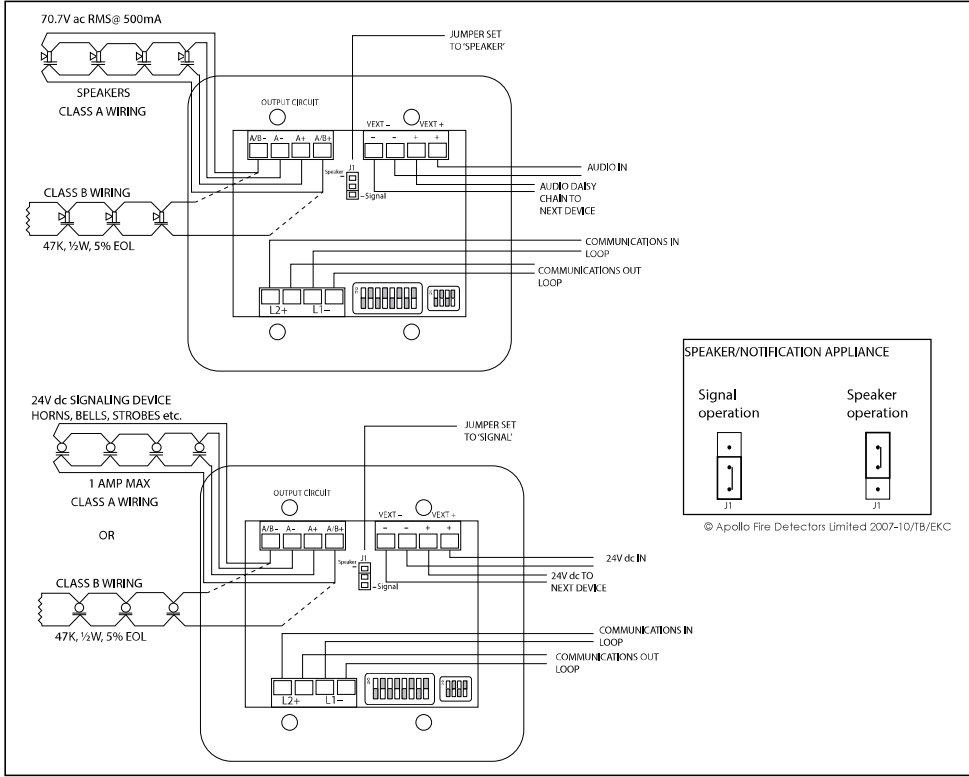 70.7V ac RMS@ 500mA
JUMPER SET
TO 'SPEAKER'
SPEAKERS
CLASS A WIRING
OUTPUT CIRCUIT
A/B- A- A+ A/B+
VEXT - VEXT +
- - + +
J1
Speaker -
- Signal
AUDIO IN
AUDIO DAISY
CHAIN TO
NEXT DEVICE
CLASS B WIRING
47K, ½W, 5% EOL
COMMUNICATIONS IN
LOOP
COMMUNICATIONS OUT
LOOP
L2+ L1-
24V dc SIGNALING DEVICE
HORNS, BELLS, STROBES etc.
JUMPER SET
TO 'SIGNAL'
1 AMP MAX
CLASS A WIRING
OR
OUTPUT CIRCUIT
A/B- A- A+ A/B+
VEXT - VEXT +
- - + +
J1
Speaker -
- Signal
24V dc IN
24V dc TO
NEXT DEVICE
CLASS B WIRING
47K, ½W, 5% EOL
COMMUNICATIONS IN
LOOP
COMMUNICATIONS OUT
LOOP
L2+ L1-
SPEAKER/NOTIFICATION APPLIANCE
Signal
operation
Speaker
operation
J1
J1
© Apollo Fire Detectors Limited 2007-10/TB/EKC